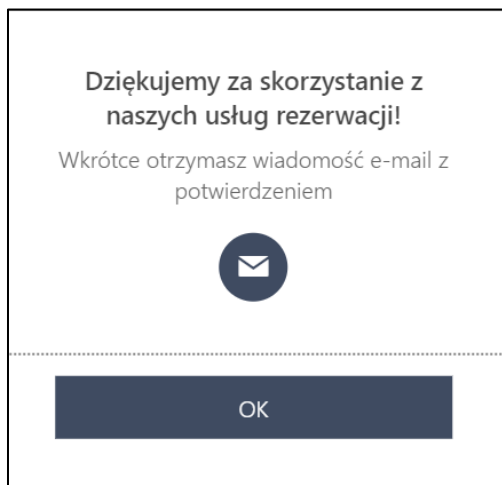 Dziękujemy za skorzystanie z
naszych usług rezerwacji!
Wkrótce otrzymasz wiadomość e-mail z
potwierdzeniem
OK